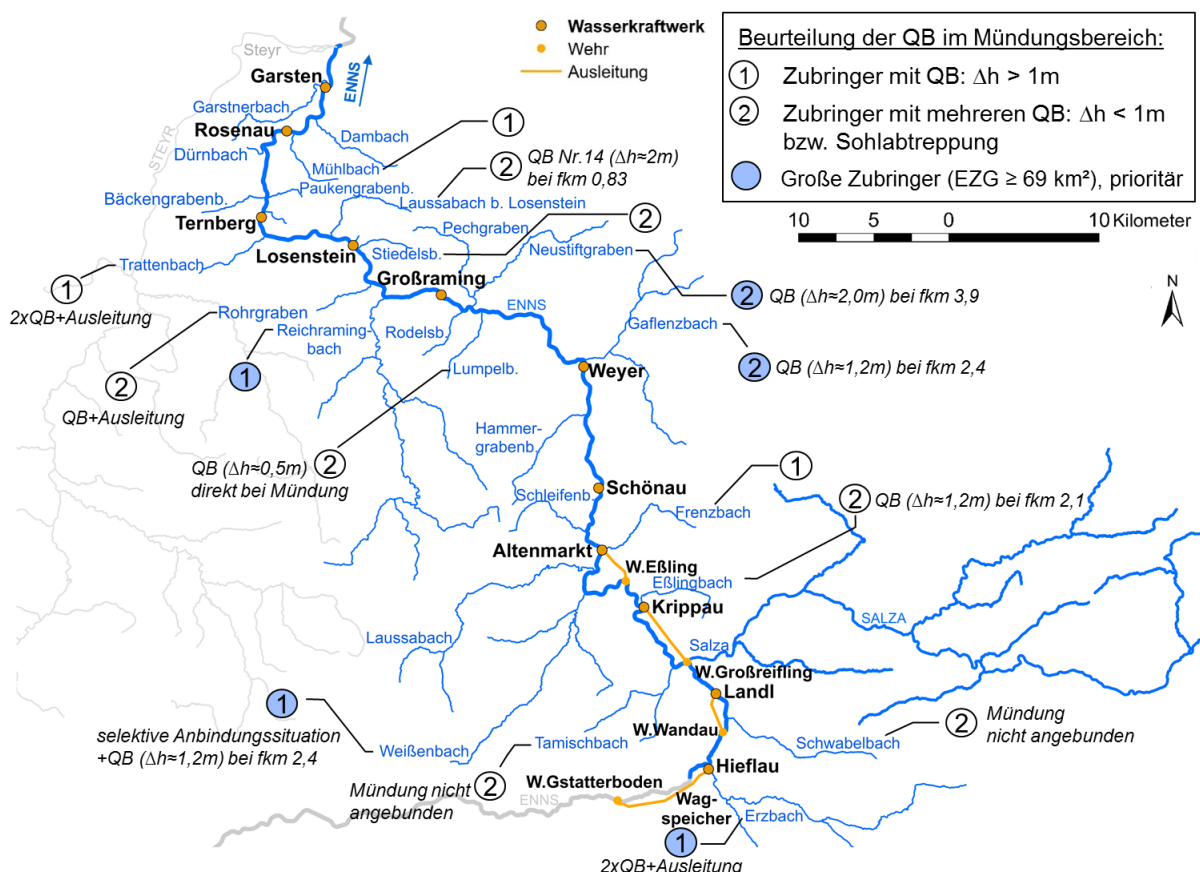 Wasserkraftwerk
Wehr
Ausleitung
Beurteilung der QB im Mündungsbereich:
1 Zubringer mit QB: Δh > 1m
2 Zubringer mit mehreren QB: Δh < 1m
bzw. Sohlabtreppung
Große Zubringer (EZG ≥ 69 km²), prioritär
10 5 0 10 Kilometer
N
Steyr
STEYR
Garsten
ENNS
Garstnerbach
Rosenau
Dambach
1
Dürnbach
Mühlbach
2 QB Nr.14 (Δh≈2m)
bei fkm 0,83
Paukengrabenb.
Bäckengrabenb.
Laussabach b. Losenstein
Ternberg
Pechgraben
2
Losenstein
Stiedelsb.
Neustiftgraben
Trattenbach
1
2xQB+Ausleitung
Großraming
2 QB (Δh≈2,0m) bei fkm 3,9
ENNS
Rohrgraben
Reichraming-
bach
Rodelsb.
Gaflenzbach
1
2
QB+Ausleitung
Lumpelb.
Weyer
2 QB (Δh≈1,2m) bei fkm 2,4
Hammer-
grabenb.
QB (Δh≈0,5m) 2
direkt bei Mündung
1
Schönau
Schleifenb.
Frenzbach
2 QB (Δh≈1,2m) bei fkm 2,1
Altenmarkt
W.Eßling
Eßlingbach
Krippau
Laussabach
Salza
SALZA
W.Großreifling
Landl
1
selektive Anbindungssituation
+QB (Δh≈1,2m) bei fkm 2,4
Weißenbach
Tamischbach
W.Wandau
Schwabelbach
2 Mündung
nicht angebunden
Mündung nicht 2
angebunden
W.Gstatterboden
Hieflau
ENNS
Wag-
speicher
Erzbach
1
2xQB+Ausleitung